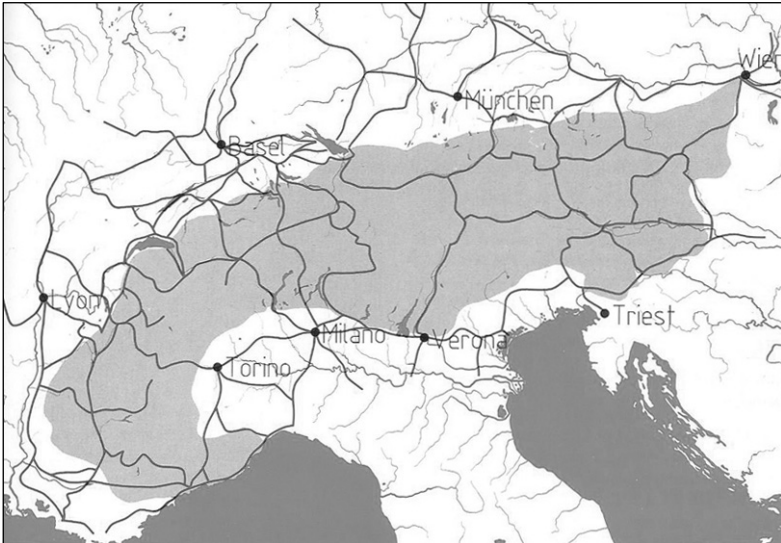 Wien
München
Basel
Lyon
Triest
Milano
Verona
Torino